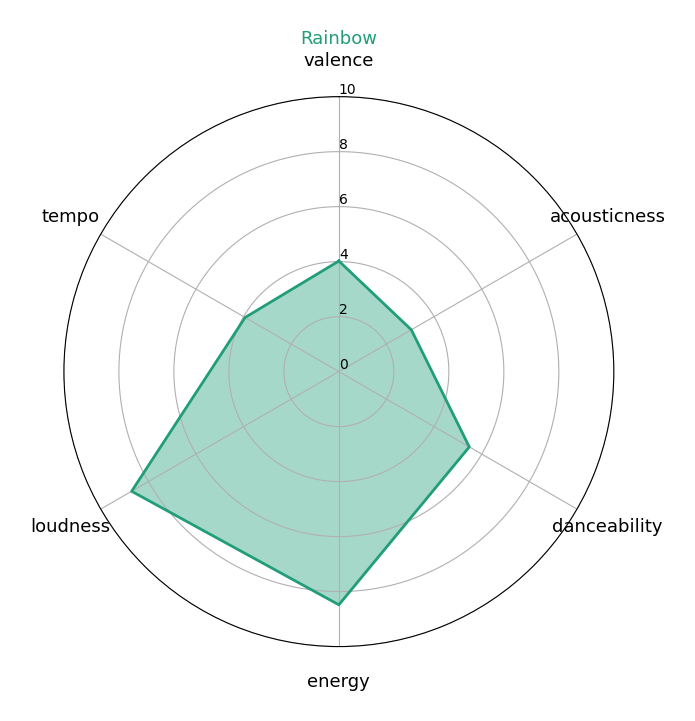 Rainbow
valence
10
8
6
4
2
0
tempo
acousticness
loudness
danceability
energy